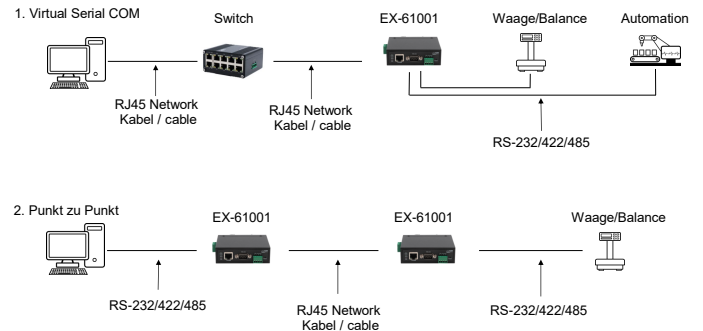 1. Virtual Serial COM
Switch
EX-61001
Waage/Balance
Automation
RJ45 Network
Kabel / cable
RJ45 Network
Kabel / cable
RS-232/422/485
2. Punkt zu Punkt
EX-61001
EX-61001
Waage/Balance
RS-232/422/485
RJ45 Network
Kabel / cable
RS-232/422/485